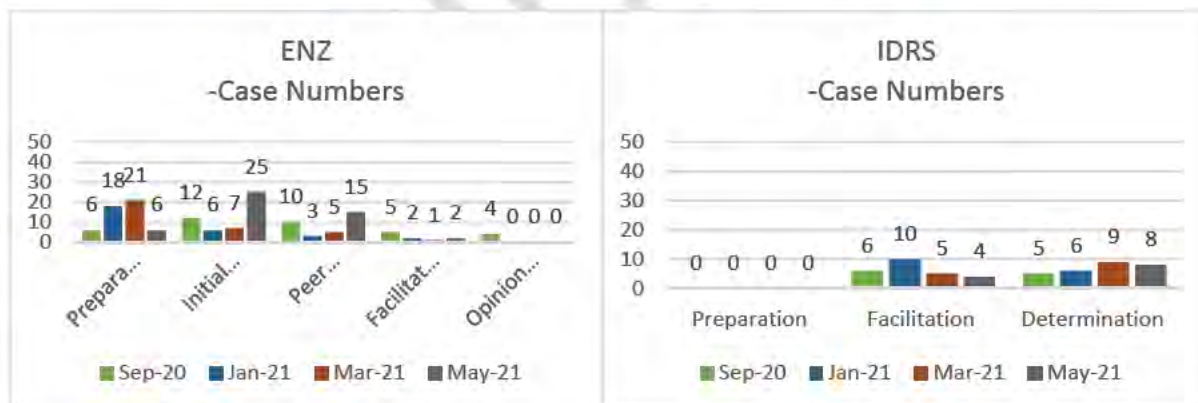 ENZ
-Case Numbers
50
40
30
20
10
0
6 18 21 6
12 6 7 25
10 3 5 15
5 2 1 2
4 0 0 0
Prepara...
Initial...
Peer...
Facilitat...
Opinion...
Sep-20 Jan-21 Mar-21 May-21
IDRS
-Case Numbers
50
40
30
20
10
0
0 0 0 0
6 10 5 4
5 6 9 8
Preparation Facilitation Determination
Sep-20 Jan-21 Mar-21 May-21